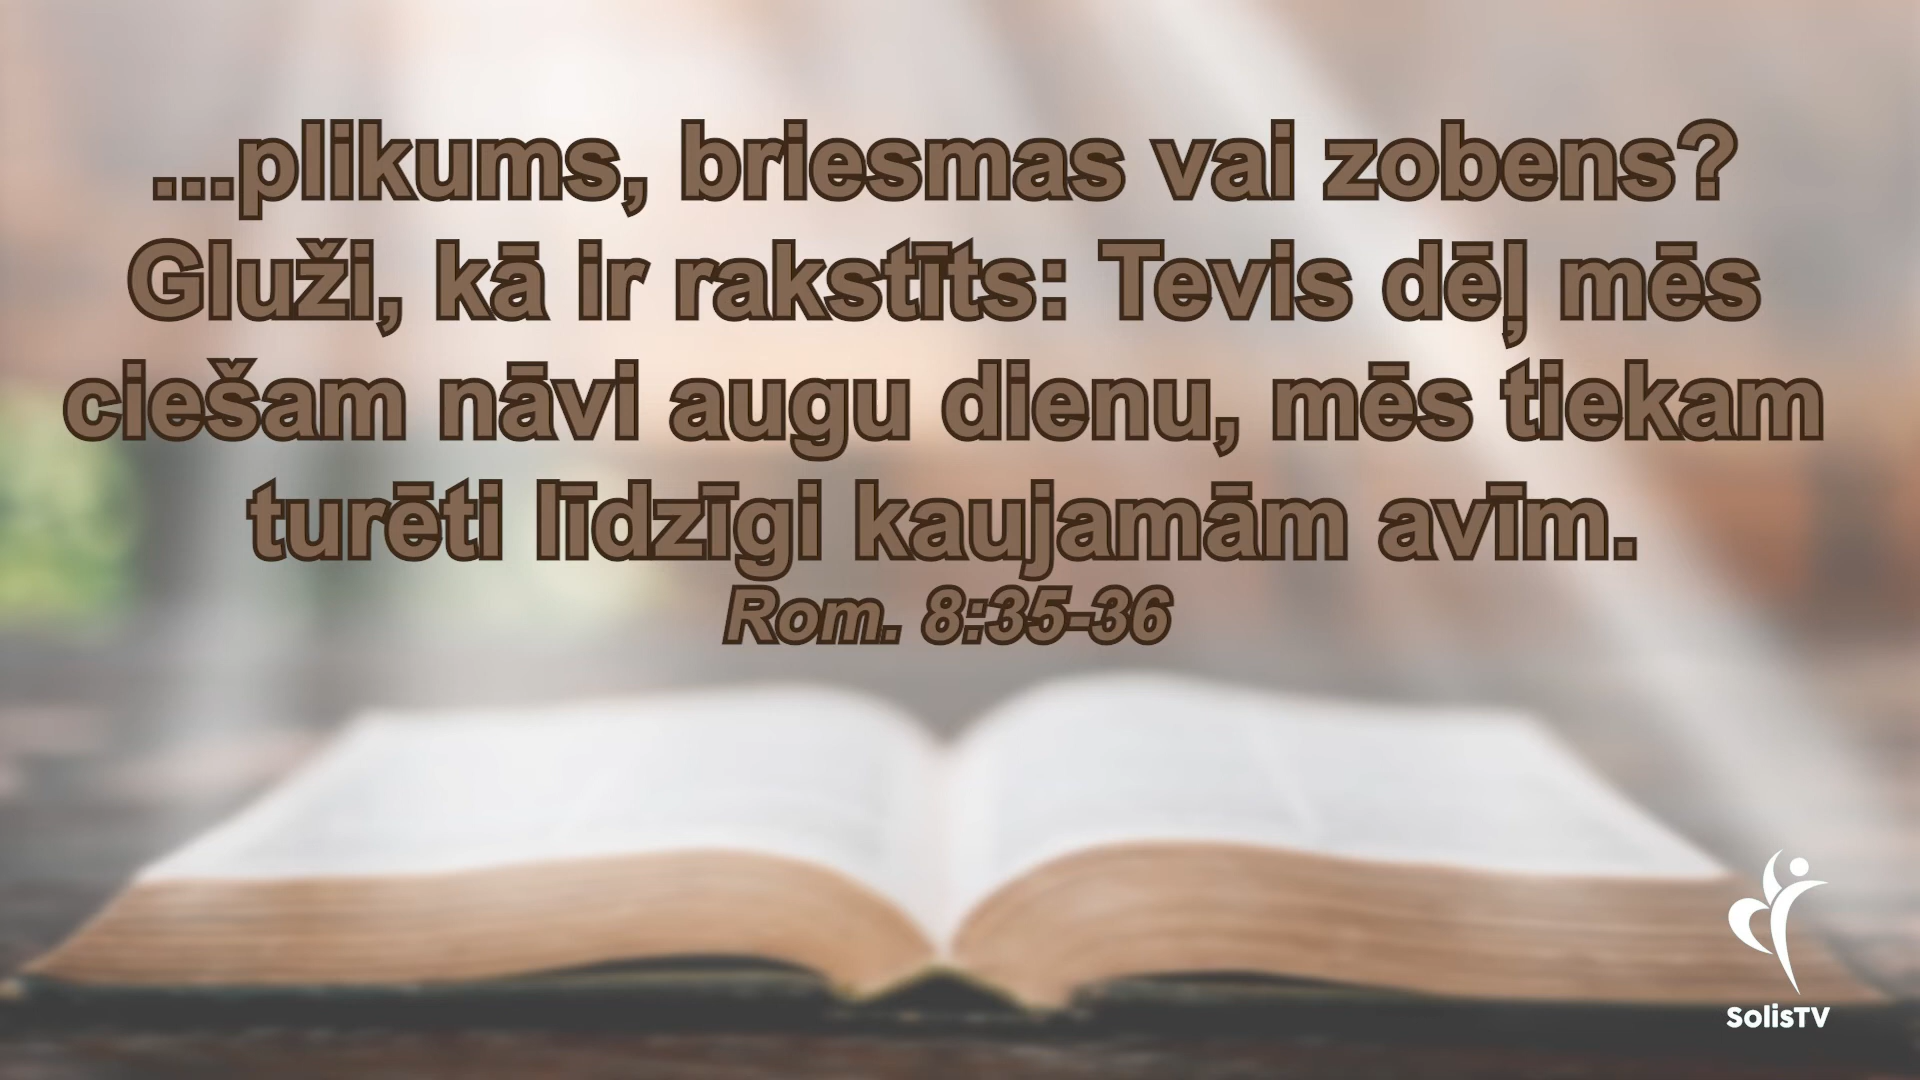 ...plikums, briesmas vai zobens?
Gluži, kā ir rakstīts: Tevis dēļ mēs
ciešam nāvi augu dienu, mēs tiekam
turēti līdzīgi kaujamām avīm.
Rom. 8:35-36
SolisTV